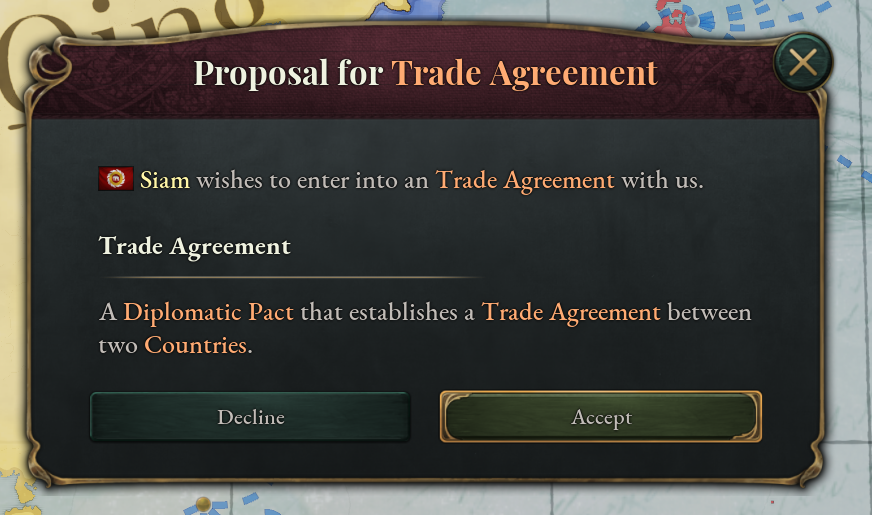 Qing
Proposal for Trade Agreement
Siam wishes to enter into an Trade Agreement with us.
Trade Agreement
A Diplomatic Pact that establishes a Trade Agreement between
two Countries.
Decline
Accept